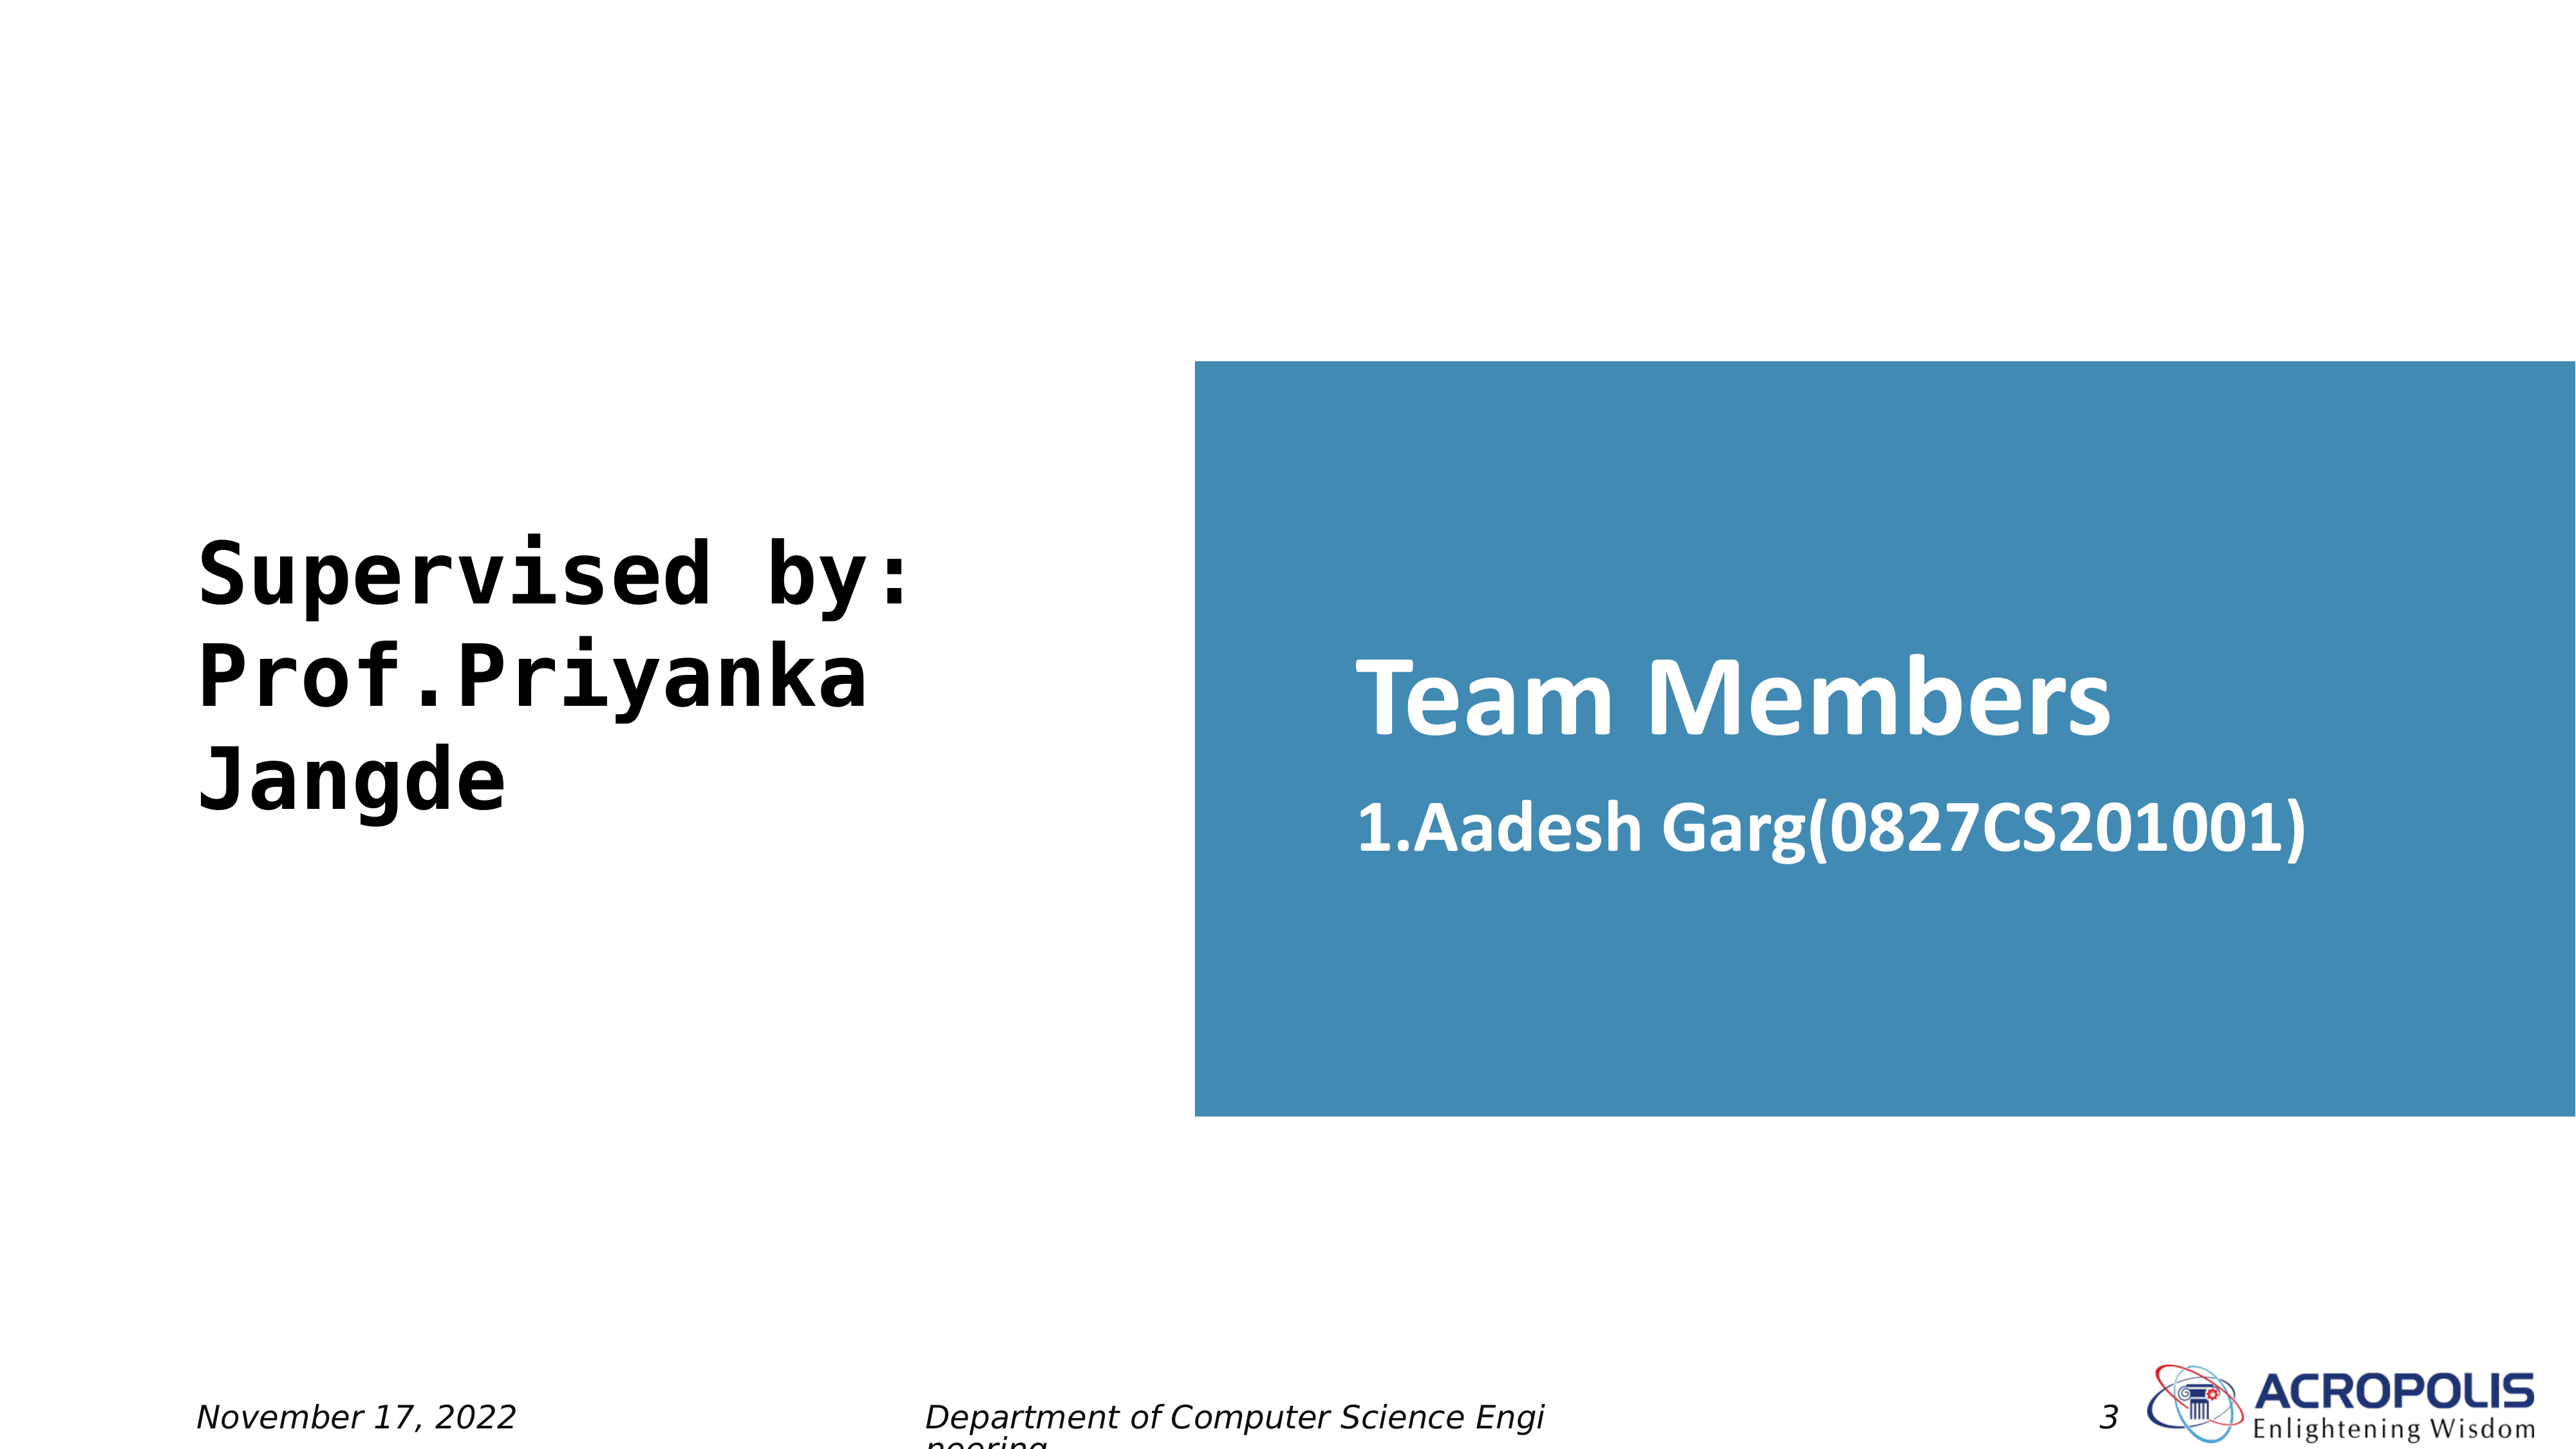 Supervised by:
Prof.Priyanka
Jangde
Team Members
1.Aadesh Garg(0827CS201001)
November 17, 2022
Department of Computer Science Engi
neering
3
ACROPOLIS
Enlightening Wisdom